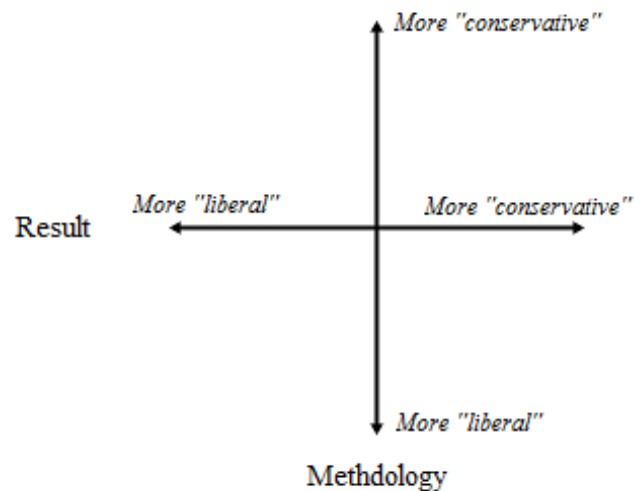 More "conservative"
More "liberal"
More "conservative"
Result
More "liberal"
Methdology